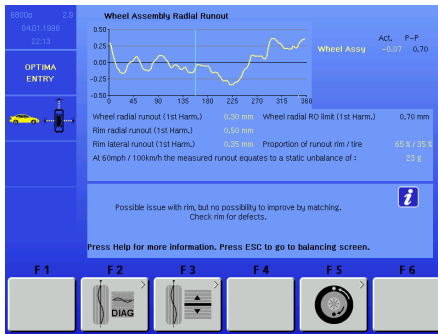 8800o 2.9 Wheel Assembly Radial Runout
04.01.1998
22:13
OPTIMA
ENTRY
Act. P-P
Wheel Assy -0.07 0.70
0.50
0.25
0.00
-0.25
-0.50
0 45 90 135 180 225 270 315 360
Wheel radial runout (1st Harm.) 0.30 mm Wheel radial RO limit (1st Harm.) 0.70 mm
Rim radial runout (1st Harm.) 0.50 mm
Rim lateral runout (1st Harm.) 0.35 mm Proportion of runout rim / tire 65 % / 35 %
At 60mph / 100km/h the measured runout equates to a static unbalance of : 23 g
i
Possible issue with rim, but no possibility to improve by matching.
Check rim for defects.
Press Help for more information. Press ESC to go to balancing screen.
F 1 F 2 F 3 F 4 F 5 F 6
DIAG